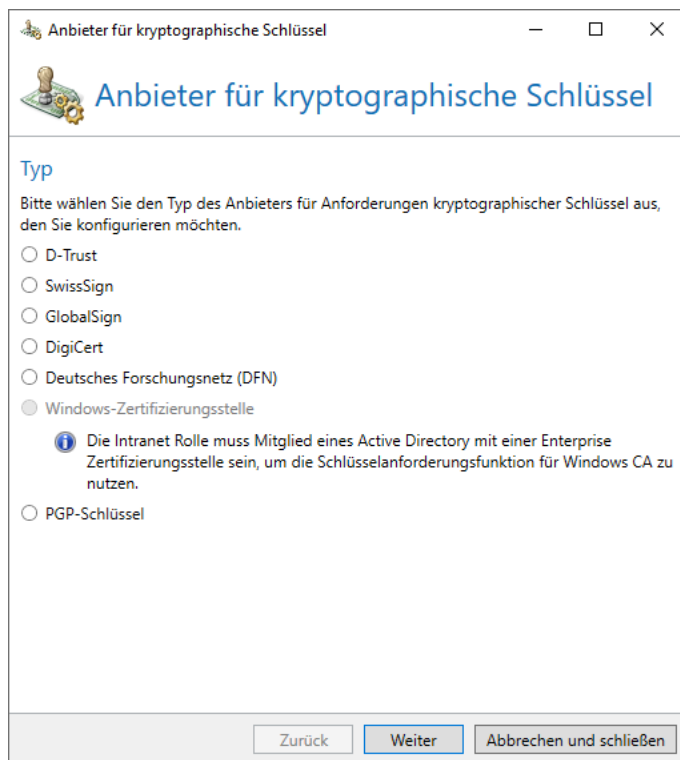 Anbieter für kryptographische Schlüssel
Anbieter für kryptographische Schlüssel
Typ
Bitte wählen Sie den Typ des Anbieters für Anforderungen kryptographischer Schlüssel aus,
den Sie konfigurieren möchten.
D-Trust
SwissSign
GlobalSign
DigiCert
Deutsches Forschungsnetz (DFN)
Windows-Zertifizierungsstelle
Die Intranet Rolle muss Mitglied eines Active Directory mit einer Enterprise
Zertifizierungsstelle sein, um die Schlüsselanforderungsfunktion für Windows CA zu
nutzen.
PGP-Schlüssel
Zurück
Weiter
Abbrechen und schließen